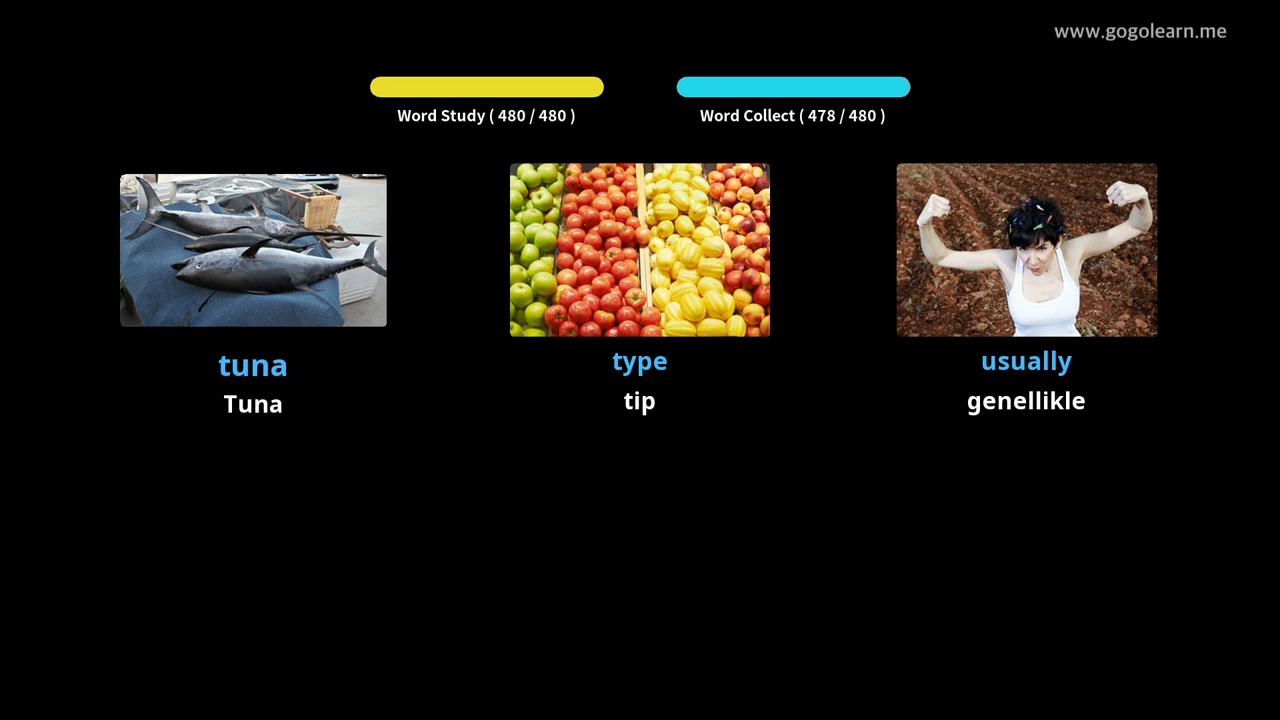 www.gogolearn.me
Word Study ( 480 / 480 )
Word Collect ( 478 / 480 )
tuna
Tuna
type
tip
usually
genellikle